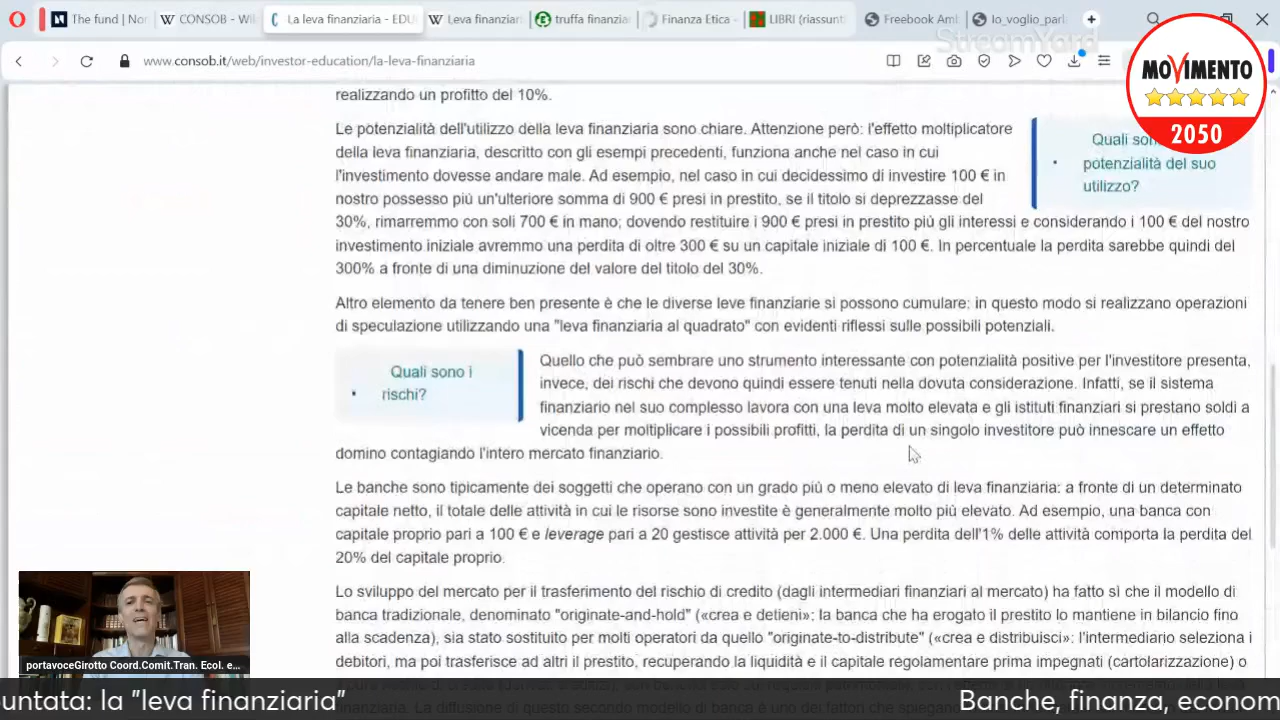 The fund | Nor
CONSOB - Wik
La leva finanziaria - EDU
Leva finanziar
truffa finanzia
Finanza Etica -
LIBRI (riassunt
Freebook Aml
Io_voglio_parl
StreamYard
www.consob.it/web/investor-education/la-leva-finanziaria
MOVIMENTO
2050
realizzando un profitto del 10%.
Le potenzialità dell'utilizzo della leva finanziaria sono chiare. Attenzione però: l'effetto moltiplicatore
della leva finanziaria, descritto con gli esempi precedenti, funziona anche nel caso in cui
l'investimento dovesse andare male. Ad esempio, nel caso in cui decidessimo di investire 100 € in
nostro possesso più un'ulteriore somma di 900 € presi in prestito, se il titolo si deprezzasse del
30%, rimarremmo con soli 700 € in mano; dovendo restituire i 900 € presi in prestito più gli interessi e considerando i 100 € del nostro
investimento iniziale avremmo una perdita di oltre 300 € su un capitale iniziale di 100 €. In percentuale la perdita sarebbe quindi del
300% a fronte di una diminuzione del valore del titolo del 30%.
Quali son
potenzialità del suo
utilizzo?
Altro elemento da tenere ben presente è che le diverse leve finanziarie si possono cumulare: in questo modo si realizzano operazioni
di speculazione utilizzando una "leva finanziaria al quadrato" con evidenti riflessi sulle possibili potenziali.
Quali sono i
rischi?
Quello che può sembrare uno strumento interessante con potenzialità positive per l'investitore presenta,
invece, dei rischi che devono quindi essere tenuti nella dovuta considerazione. Infatti, se il sistema
finanziario nel suo complesso lavora con una leva molto elevata e gli istituti finanziari si prestano soldi a
vicenda per moltiplicare i possibili profitti, la perdita di un singolo investitore può innescare un effetto
domino contagiando l'intero mercato finanziario.
Le banche sono tipicamente dei soggetti che operano con un grado più o meno elevato di leva finanziaria: a fronte di un determinato
capitale netto, il totale delle attività in cui le risorse sono investite è generalmente molto più elevato. Ad esempio, una banca con
capitale proprio pari a 100 € e leverage pari a 20 gestisce attività per 2.000 €. Una perdita dell'1% delle attività comporta la perdita del
20% del capitale proprio.
Lo sviluppo del mercato per il trasferimento del rischio di credito (dagli intermediari finanziari al mercato) ha fatto sì che il modello di
banca tradizionale, denominato "originate-and-hold" («crea e detieni»: la banca che ha erogato il prestito lo mantiene in bilancio fino
alla scadenza), sia stato sostituito per molti operatori da quello "originate-to-distribute" («crea e distribuisci»: l'intermediario seleziona i
debitori, ma poi trasferisce ad altri il prestito, recuperando la liquidità e il capitale regolamentare prima impegnati (cartolarizzazione) o
portavoceGirotto Coord.Comit.Tran. Ecol. e...
untata: la "leva finanziaria"
Banche, finanza, econom